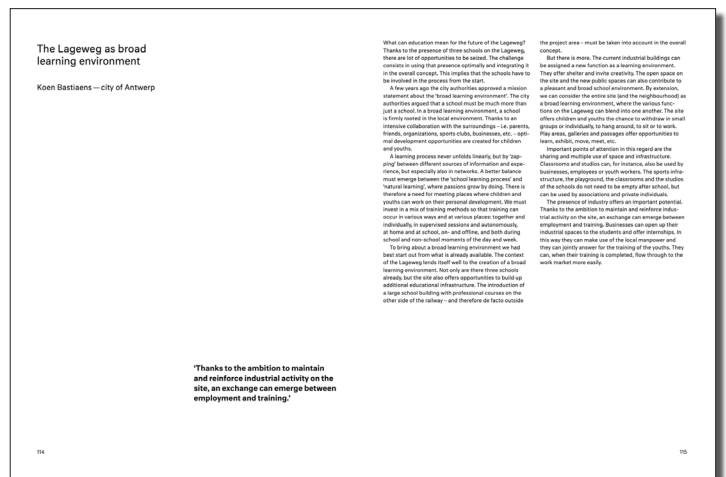 The Lageweg as broad
learning environment
Koen Bastiaens — city of Antwerp
'Thanks to the ambition to maintain
and reinforce industrial activity on the
site, an exchange can emerge between
employment and training.'
114
What can education mean for the future of the Lageweg?
Thanks to the presence of three schools on the Lageweg,
there are lot of opportunities to be seized. The challenge
consists in using that presence optimally and integrating it
in the overall concept. This implies that the schools have to
be involved in the process from the start.
A few years ago the city authorities approved a mission
statement about the 'broad learning environment'. The city
authorities argued that a school must be much more than
just a school. In a broad learning environment, a school
is firmly rooted in the local environment. Thanks to an
intensive collaboration with the surroundings – i.e. parents,
friends, organizations, sports clubs, businesses, etc. – opti-
mal development opportunities are created for children
and youths.
A learning process never unfolds linearly, but by 'zap-
ping' between different sources of information and expe-
rience, but especially also in networks. A better balance
must emerge between the 'school learning process' and
'natural learning', where passions grow by doing. There is
therefore a need for meeting places where children and
youths can work on their personal development. We must
invest in a mix of training methods so that training can
occur in various ways and at various places: together and
individually, in supervised sessions and autonomously,
at home and at school, on- and offline, and both during
school and non-school moments of the day and week.
To bring about a broad learning environment we had
best start out from what is already available. The context
of the Lageweg lends itself well to the creation of a broad
learning environment. Not only are there three schools
already, but the site also offers opportunities to build up
additional educational infrastructure. The introduction of
a large school building with professional courses on the
other side of the railway – and therefore de facto outside
the project area – must be taken into account in the overall
concept.
But there is more. The current industrial buildings can
be assigned a new function as a learning environment.
They offer shelter and invite creativity. The open space on
the site and the new public spaces can also contribute to
a pleasant and broad school environment. By extension,
we can consider the entire site (and the neighbourhood) as
a broad learning environment, where the various func-
tions on the Lageweg can blend into one another. The site
offers children and youths the chance to withdraw in small
groups or individually, to hang around, to sit or to work.
Play areas, galleries and passages offer opportunities to
learn, exhibit, move, meet, etc.
Important points of attention in this regard are the
sharing and multiple use of space and infrastructure.
Classrooms and studios can, for instance, also be used by
businesses, employees or youth workers. The sports infra-
structure, the playground, the classrooms and the studios
of the schools do not need to be empty after school, but
can be used by associations and private individuals.
The presence of industry offers an important potential.
Thanks to the ambition to maintain and reinforce indus-
trial activity on the site, an exchange can emerge between
employment and training. Businesses can open up their
industrial spaces to the students and offer internships. In
this way they can make use of the local manpower and
they can jointly answer for the training of the youths. They
can, when their training is completed, flow through to the
work market more easily.
115